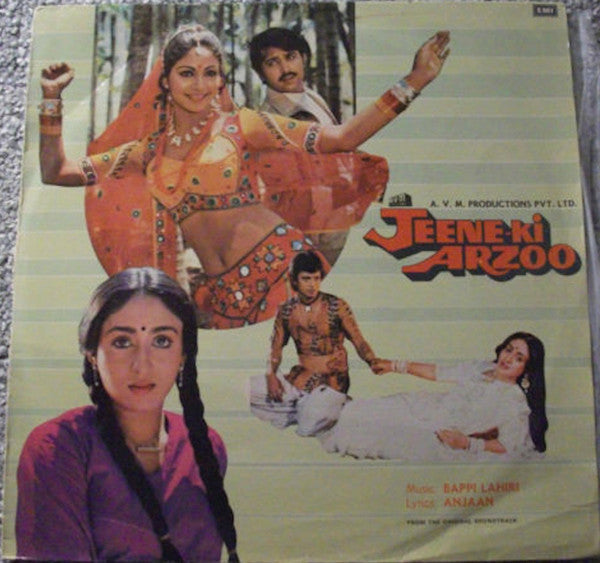 EMI
A. V. M. PRODUCTIONS PVT. LTD.
JEENE-Ki
ARZOO
Music: BAPPI LAHIRI
Lyrics: ANJAAN
FROM THE ORIGINAL SOUNDTRACK